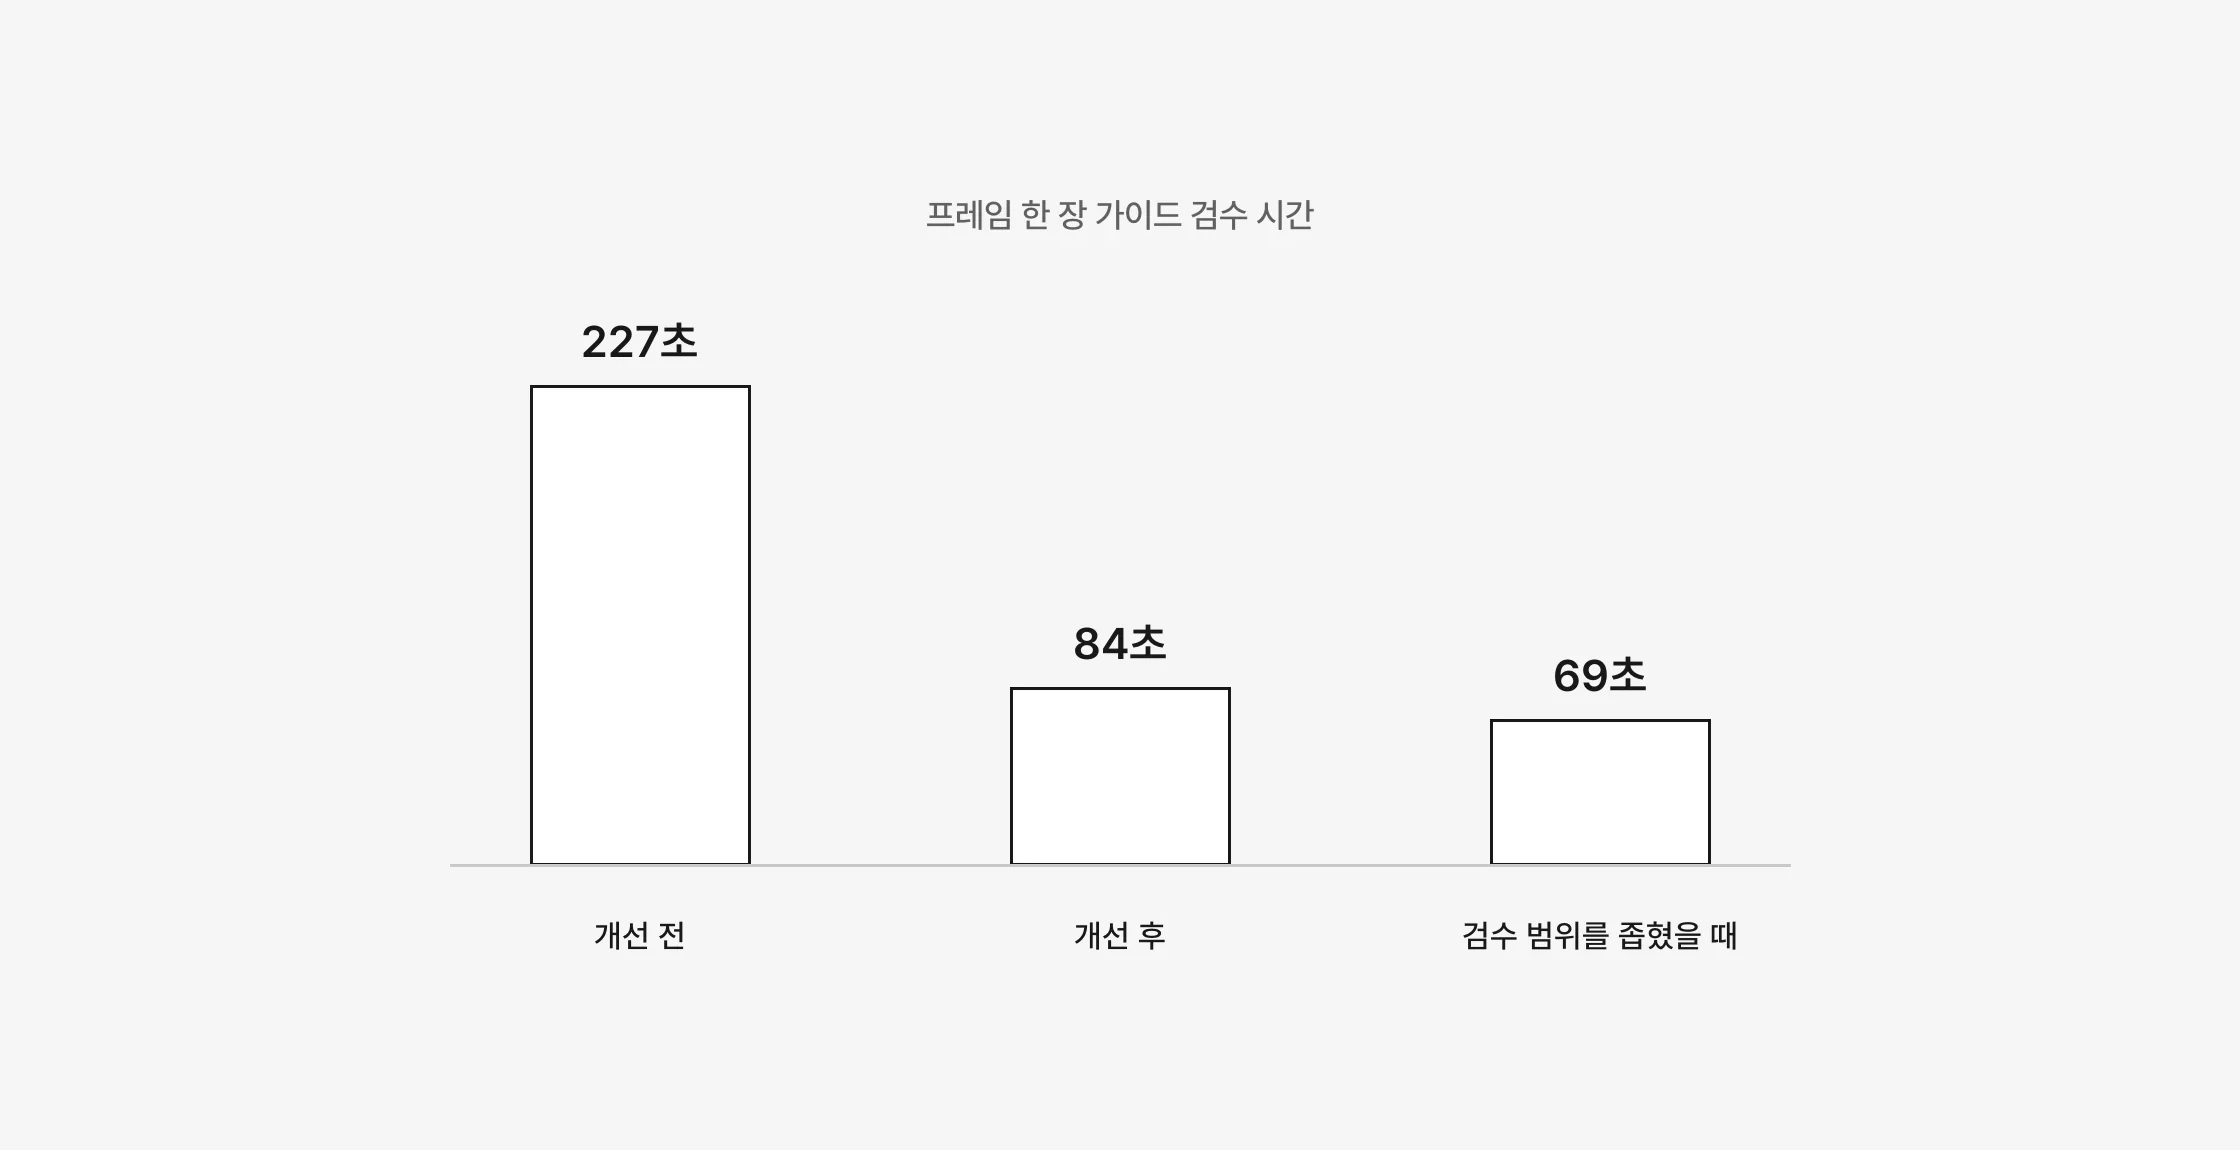 프레임 한 장 가이드 검수 시간
227초
84초
69초
개선 전
개선 후
검수 범위를 좁혔을 때